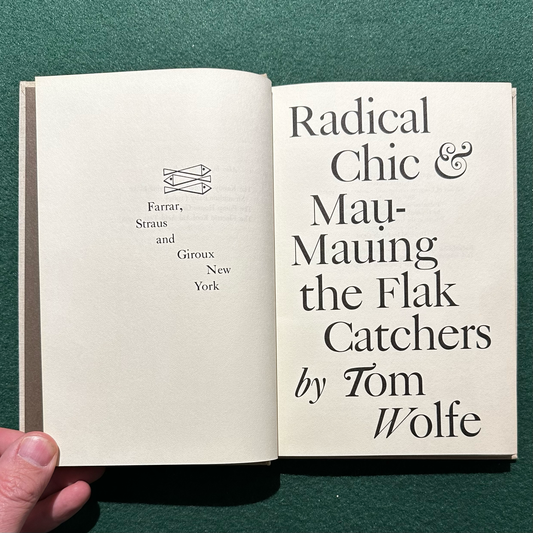 Farrar,
Straus
and
Giroux
New
York
Radical
Chic &
Mau-
Mauing
the Flak
Catchers
by Tom
Wolfe